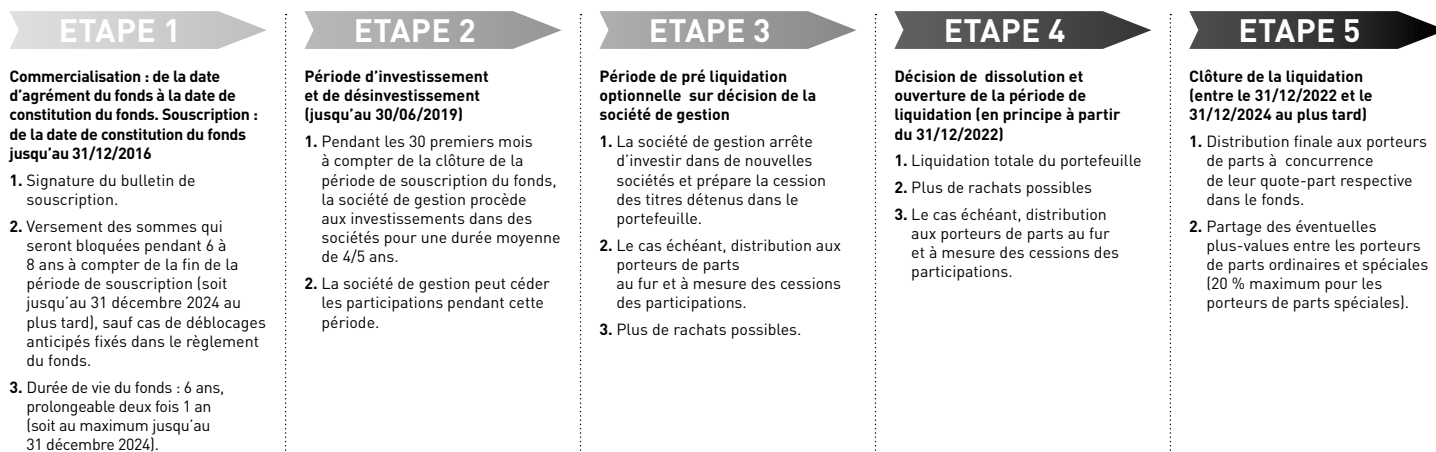 ETAPE 1
Commercialisation : de la date
d'agrément du fonds à la date de
constitution du fonds. Souscription :
de la date de constitution du fonds
jusqu'au 31/12/2016
1. Signature du bulletin de
souscription.
2. Versement des sommes qui
seront bloquées pendant 6 à
8 ans à compter de la fin de la
période de souscription (soit
jusqu'au 31 décembre 2024 au
plus tard), sauf cas de déblocages
anticipés fixés dans le règlement
du fonds.
3. Durée de vie du fonds : 6 ans,
prolongeable deux fois 1 an
(soit au maximum jusqu'au
31 décembre 2024).
ETAPE 2
Période d'investissement
et de désinvestissement
(jusqu'au 30/06/2019)
1. Pendant les 30 premiers mois
à compter de la clôture de la
période de souscription du fonds,
la société de gestion procède
aux investissements dans des
sociétés pour une durée moyenne
de 4/5 ans.
2. La société de gestion peut céder
les participations pendant cette
période.
ETAPE 3
Période de pré liquidation
optionnelle sur décision de la
société de gestion
1. La société de gestion arrête
d'investir dans de nouvelles
sociétés et prépare la cession
des titres détenus dans le
portefeuille.
2. Le cas échéant, distribution aux
porteurs de parts
au fur et à mesure des cessions
des participations.
3. Plus de rachats possibles.
ETAPE 4
Décision de dissolution et
ouverture de la période de
liquidation (en principe à partir
du 31/12/2022)
1. Liquidation totale du portefeuille
2. Plus de rachats possibles
3. Le cas échéant, distribution
aux porteurs de parts au fur
et à mesure des cessions des
participations.
ETAPE 5
Clôture de la liquidation
(entre le 31/12/2022 et le
31/12/2024 au plus tard)
1. Distribution finale aux porteurs
de parts à concurrence
de leur quote-part respective
dans le fonds.
2. Partage des éventuelles
plus-values entre les porteurs
de parts ordinaires et spéciales
(20 % maximum pour les
porteurs de parts spéciales).